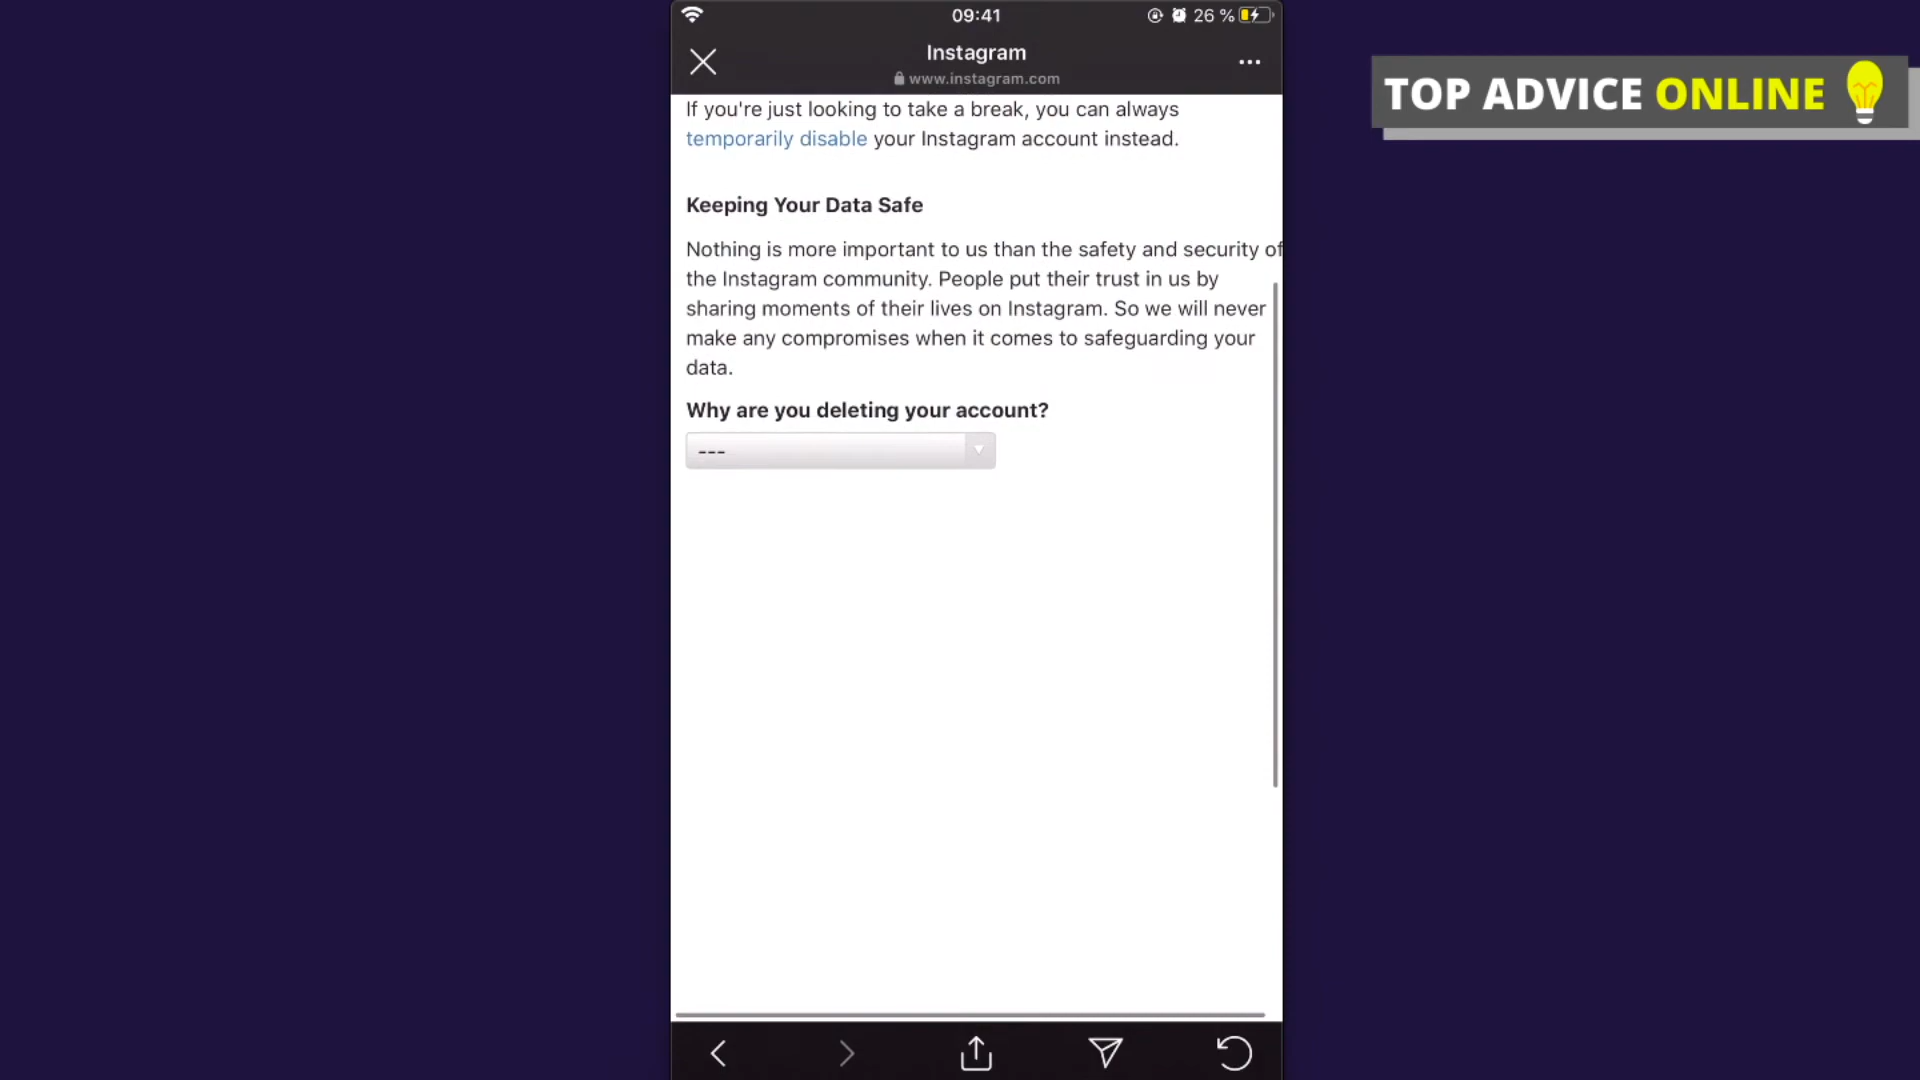 09:41
26 %
Instagram
www.instagram.com
TOP ADVICE ONLINE
If you're just looking to take a break, you can always
temporarily disable your Instagram account instead.
Keeping Your Data Safe
Nothing is more important to us than the safety and security of
the Instagram community. People put their trust in us by
sharing moments of their lives on Instagram. So we will never
make any compromises when it comes to safeguarding your
data.
Why are you deleting your account?
---